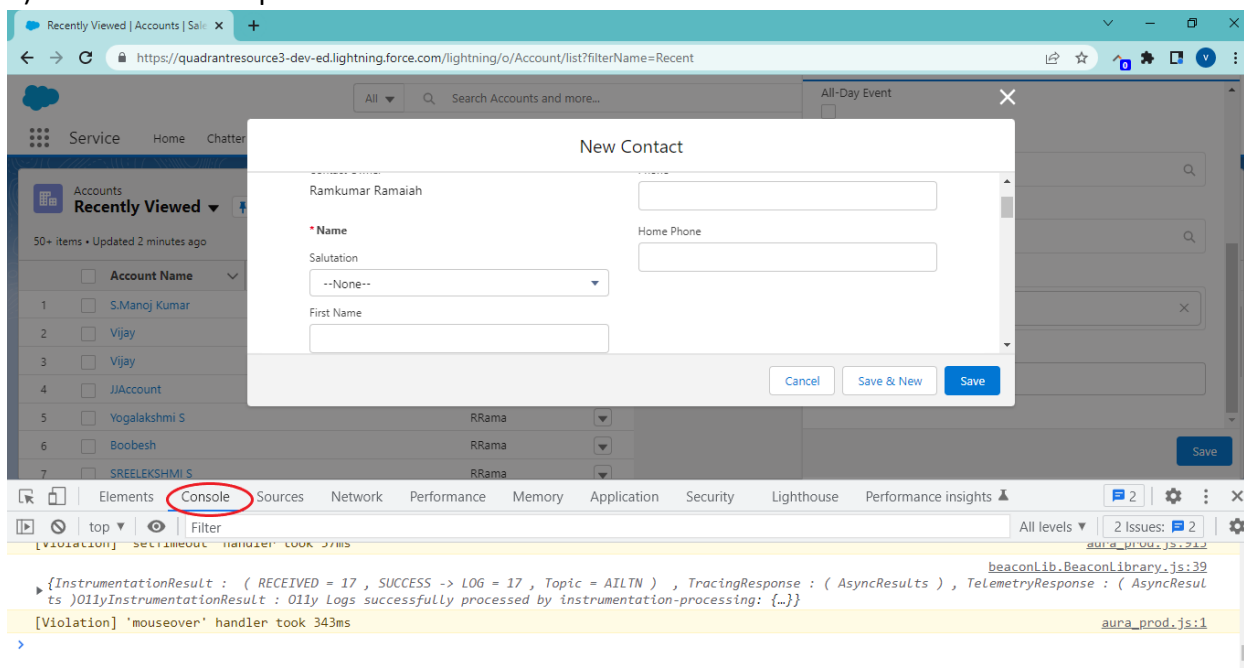 Recently Viewed | Accounts | Sale
https://quadrantresource3-dev-ed.lightning.force.com/lightning/o/Account/list?filterName=Recent
0
V
All
Search Accounts and more...
All-Day Event
Service Home Chatter
New Contact
Accounts
Recently Viewed
50+ items • Updated 2 minutes ago
Account Name
1 S.Manoj Kumar
2 Vijay
3 Vijay
4 JJAccount
5 Yogalakshmi S RRama
6 Boobesh RRama
7 SREELEKSHMI S RRama
Ramkumar Ramaiah
* Name
Salutation
--None--
First Name
Home Phone
Cancel
Save & New
Save
Save
Elements Console Sources Network Performance Memory Application Security Lighthouse Performance insights
2
top
Filter
All levels
2 Issues: 2
[Violation] 'setTimeout' handler took 57ms aura_prod.js:915
beaconLib.BeaconLibrary.js:39
{InstrumentationResult : ( RECEIVED = 17 , SUCCESS -> LOG = 17 , Topic = AILTN ) , TracingResponse : ( AsyncResults ) , TelemetryResponse : ( AsyncResul
ts )O11yInstrumentationResult : O11y Logs successfully processed by instrumentation-processing: {…}}
[Violation] 'mouseover' handler took 343ms aura_prod.js:1